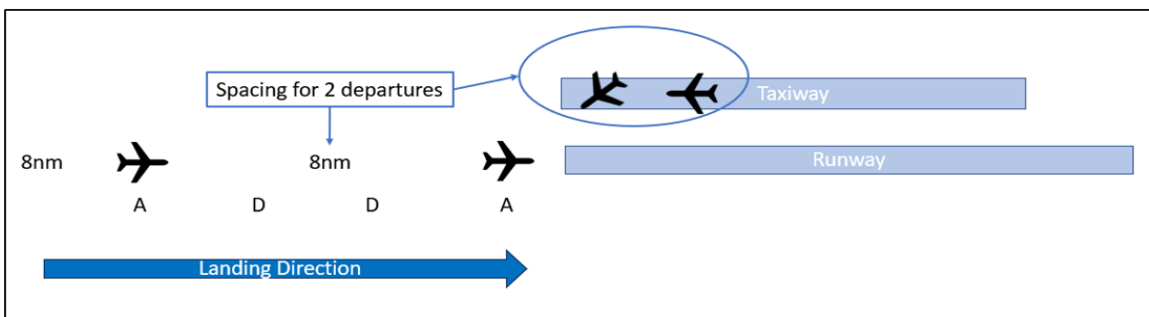 Spacing for 2 departures
Taxiway
8nm
8nm
Runway
A
D
D
A
Landing Direction